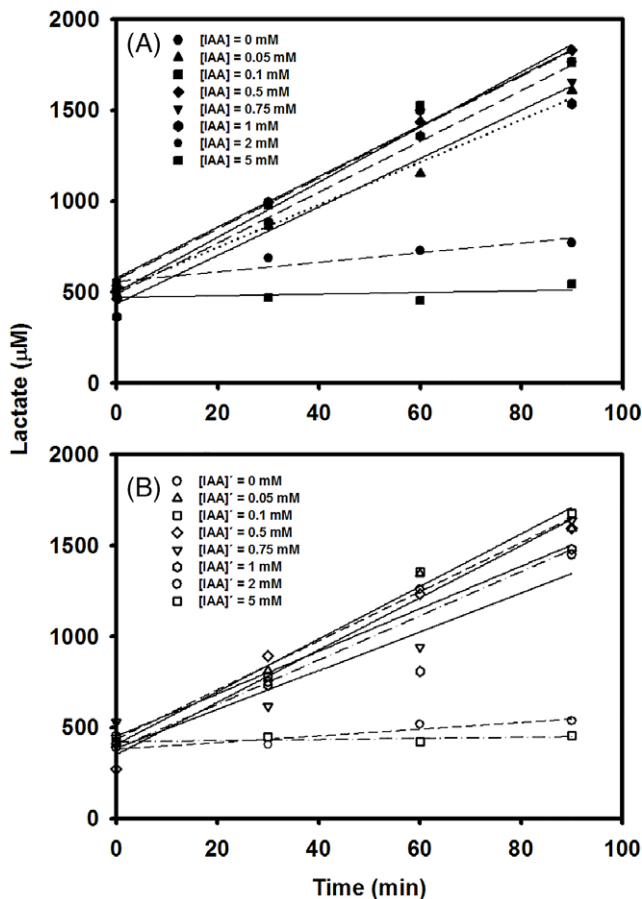 (A)
[IAA] = 0 mM
[IAA] = 0.05 mM
[IAA] = 0.1 mM
[IAA] = 0.5 mM
[IAA] = 0.75 mM
[IAA] = 1 mM
[IAA] = 2 mM
[IAA] = 5 mM
2000
1500
1000
500
0
0 20 40 60 80 100
Lactate (µM)
(B)
[IAA]´ = 0 mM
[IAA]´ = 0.05 mM
[IAA]´ = 0.1 mM
[IAA]´ = 0.5 mM
[IAA]´ = 0.75 mM
[IAA]´ = 1 mM
[IAA]´ = 2 mM
[IAA]´ = 5 mM
2000
1500
1000
500
0
0 20 40 60 80 100
Time (min)